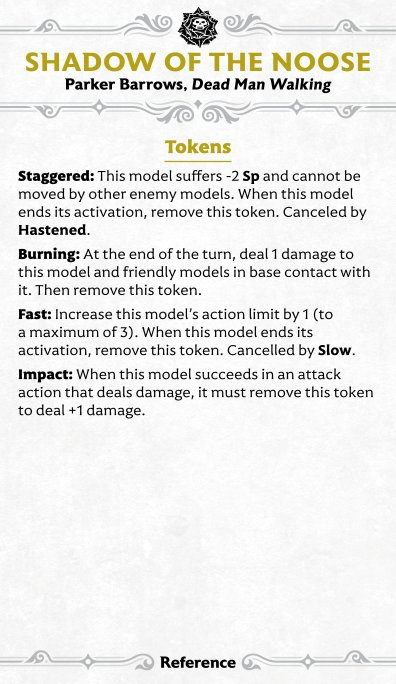 SHADOW OF THE NOOSE
Parker Barrows, Dead Man Walking
Tokens
Staggered: This model suffers -2 Sp and cannot be
moved by other enemy models. When this model
ends its activation, remove this token. Canceled by
Hastened.
Burning: At the end of the turn, deal 1 damage to
this model and friendly models in base contact with
it. Then remove this token.
Fast: Increase this model's action limit by 1 (to
a maximum of 3). When this model ends its
activation, remove this token. Cancelled by Slow.
Impact: When this model succeeds in an attack
action that deals damage, it must remove this token
to deal +1 damage.
Reference